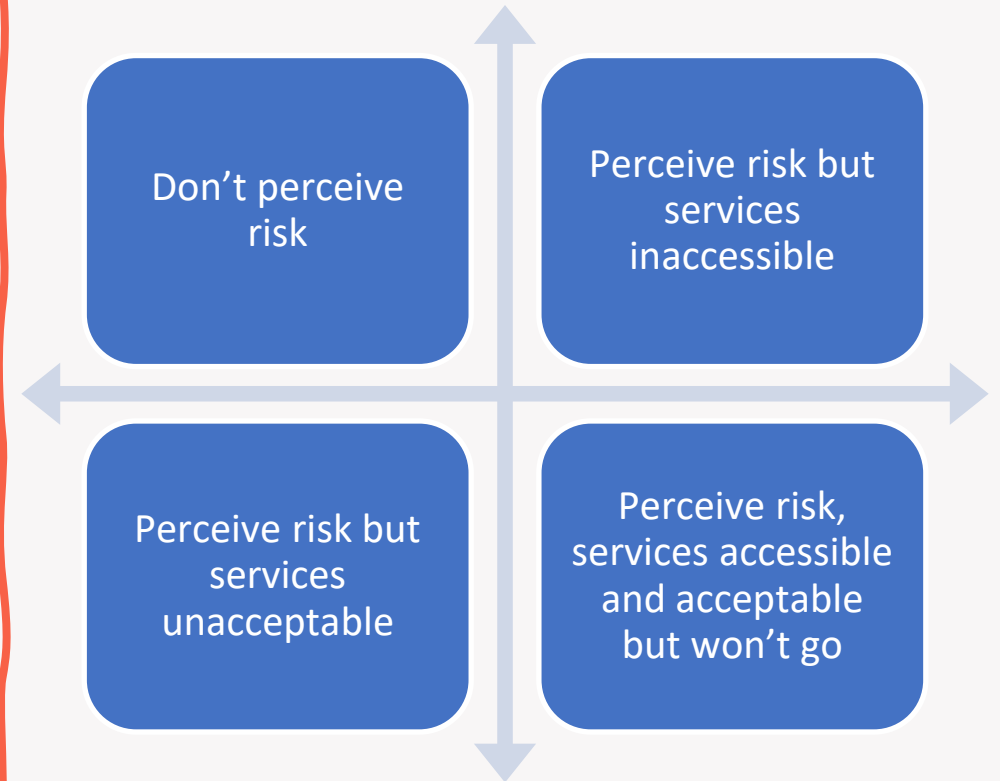 Don’t perceive
risk
Perceive risk but
services
inaccessible
Perceive risk but
services
unacceptable
Perceive risk,
services accessible
and acceptable
but won’t go